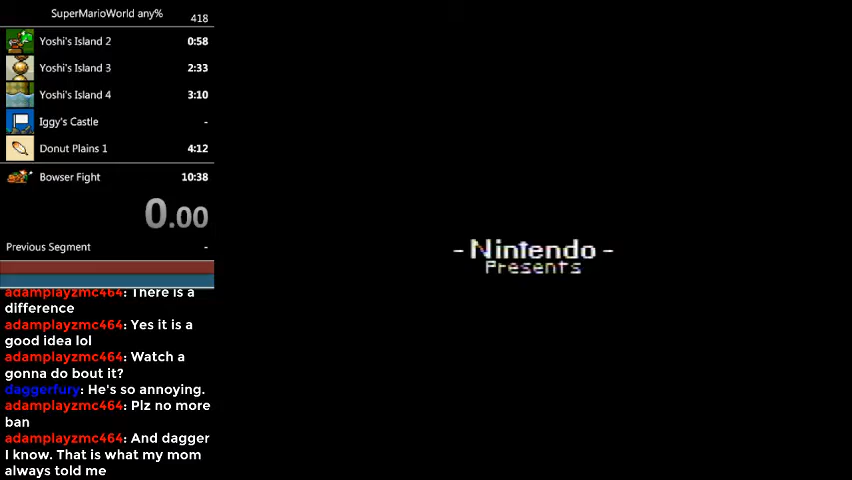 SuperMarioWorld any%
418
Yoshi's Island 2 0:58
Yoshi's Island 3 2:33
Yoshi's Island 4 3:10
Iggy's Castle -
Donut Plains 1 4:12
Bowser Fight 10:38
0.00
Previous Segment -
adamplayzmc464: There is a
difference
adamplayzmc464: Yes it is a
good idea lol
adamplayzmc464: Watch a
gonna do bout it?
daggerfury: He's so annoying.
adamplayzmc464: Plz no more
ban
adamplayzmc464: And dagger
I know. That is what my mom
always told me
- Nintendo -
Presents